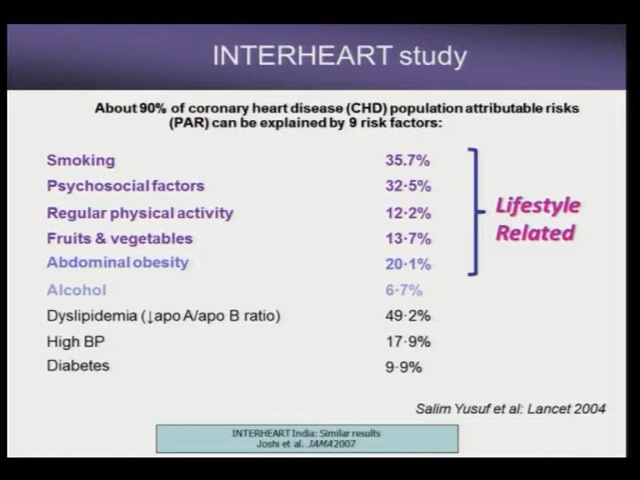 INTERHEART study
About 90% of coronary heart disease (CHD) population attributable risks
(PAR) can be explained by 9 risk factors:
Smoking 35.7%
Psychosocial factors 32·5%
Regular physical activity 12·2%
Fruits & vegetables 13·7%
Abdominal obesity 20·1%
Alcohol 6·7%
Dyslipidemia (↓apo A/apo B ratio) 49·2%
High BP 17·9%
Diabetes 9·9%
Lifestyle
Related
Salim Yusuf et al: Lancet 2004
INTERHEART India: Similar results
Joshi et al. JAMA 2007